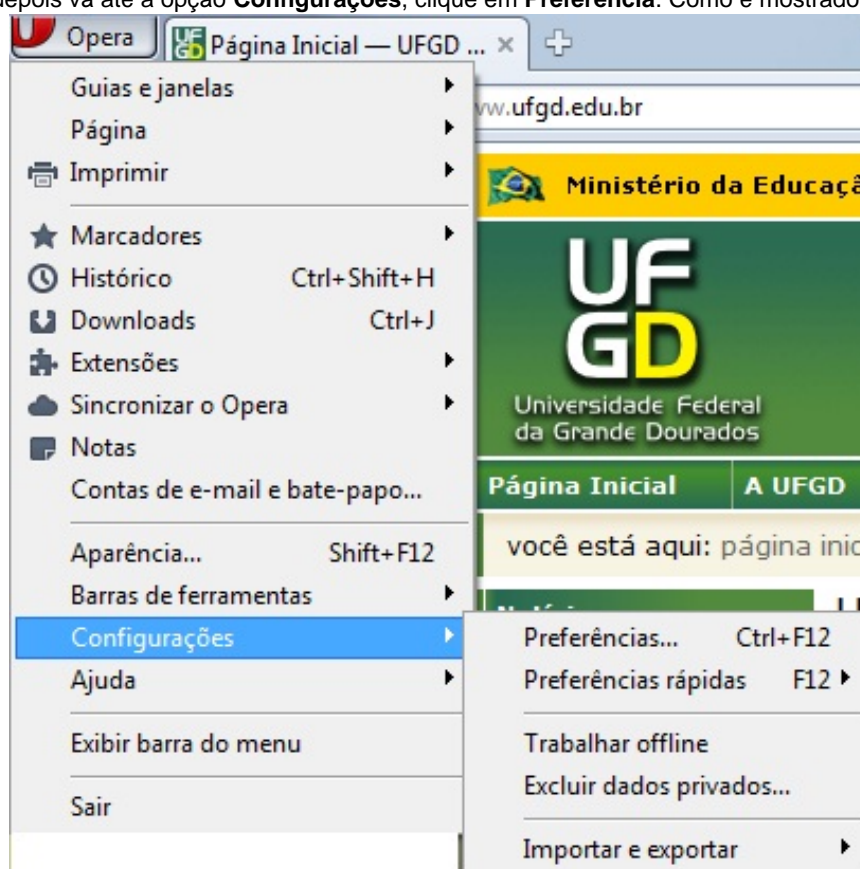 depois vá até a opção Configurações, clique em Preferência. Como é mostrado
Opera
Página Inicial — UFGD ...
Guias e janelas
Página
Imprimir
Marcadores
Histórico Ctrl+Shift+H
Downloads Ctrl+J
Extensões
Sincronizar o Opera
Notas
Contas de e-mail e bate-papo...
Aparência... Shift+F12
Barras de ferramentas
Configurações
Ajuda
Exibir barra do menu
Sair
Preferências... Ctrl+F12
Preferências rápidas F12
Trabalhar offline
Excluir dados privados...
Importar e exportar
ww.ufgd.edu.br
Ministério da Educaçã
UF
GD
Universidade Federal
da Grande Dourados
Página Inicial A UFGD
você está aqui: página inic